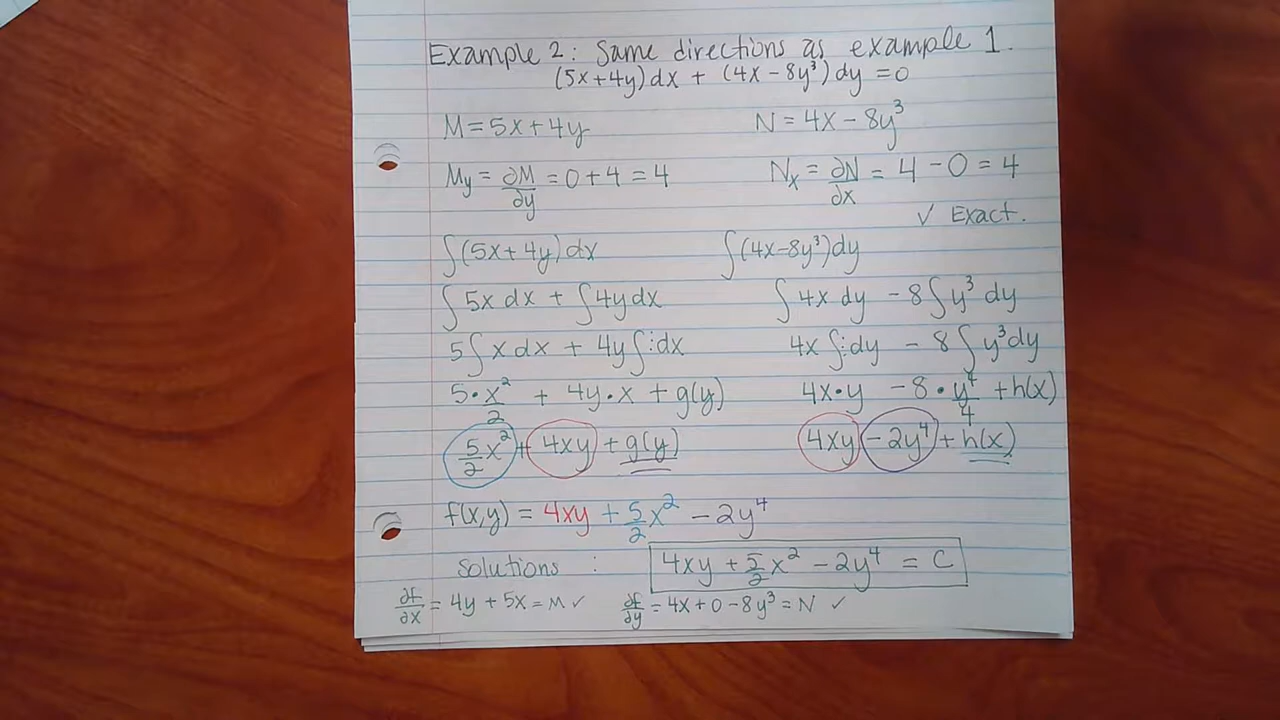 Example 2: Same directions as example 1.
(5x+4y)dx + (4x-8y³)dy = 0
M = 5x + 4y N = 4x - 8y³
My = ∂M/∂y = 0+4 = 4 Nx = ∂N/∂x = 4 - 0 = 4
✓ Exact.
∫(5x+4y)dx ∫(4x-8y³)dy
∫5x dx + ∫4y dx ∫4x dy - 8∫y³ dy
5∫x dx + 4y∫1dx 4x∫1dy - 8∫y³dy
5•x²/2 + 4y•x + g(y) 4x•y - 8•y⁴/4 + h(x)
5/2x² + 4xy + g(y) 4xy - 2y⁴ + h(x)
f(x,y) = 4xy + 5/2x² - 2y⁴
Solutions : 4xy + 5/2x² - 2y⁴ = C
∂f/∂x = 4y + 5x = M ✓ ∂f/∂y = 4x + 0 - 8y³ = N ✓